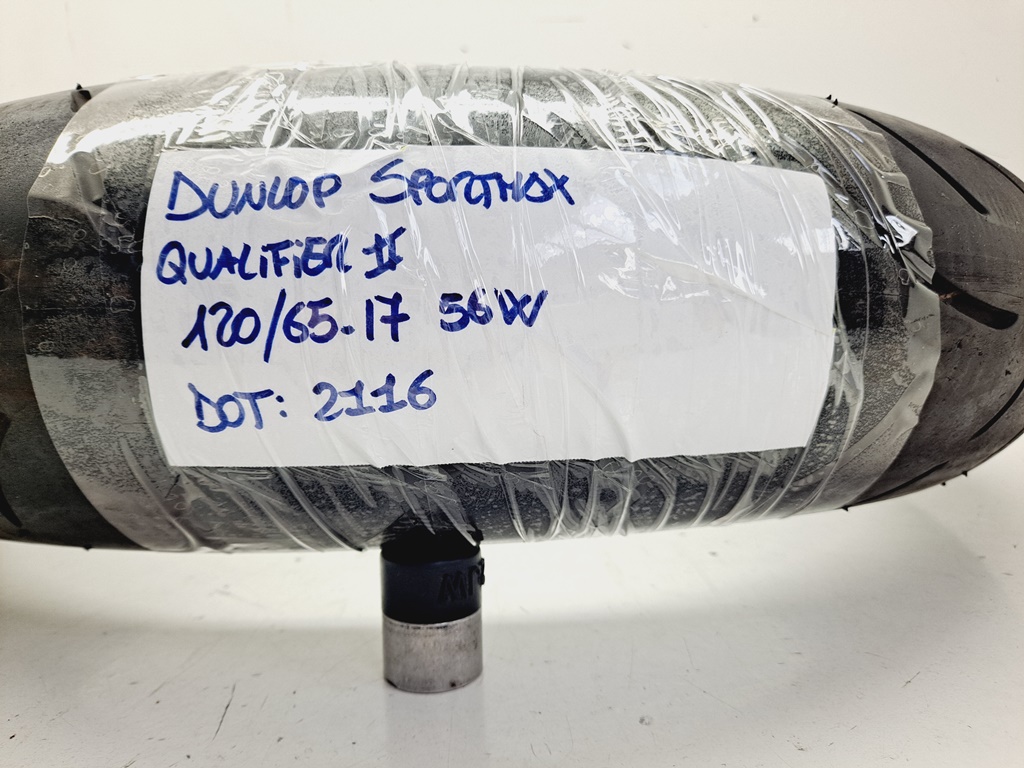 DUNLOP SPORTMAX
QUALIFIER II
120/65-17 56W
DOT: 2116